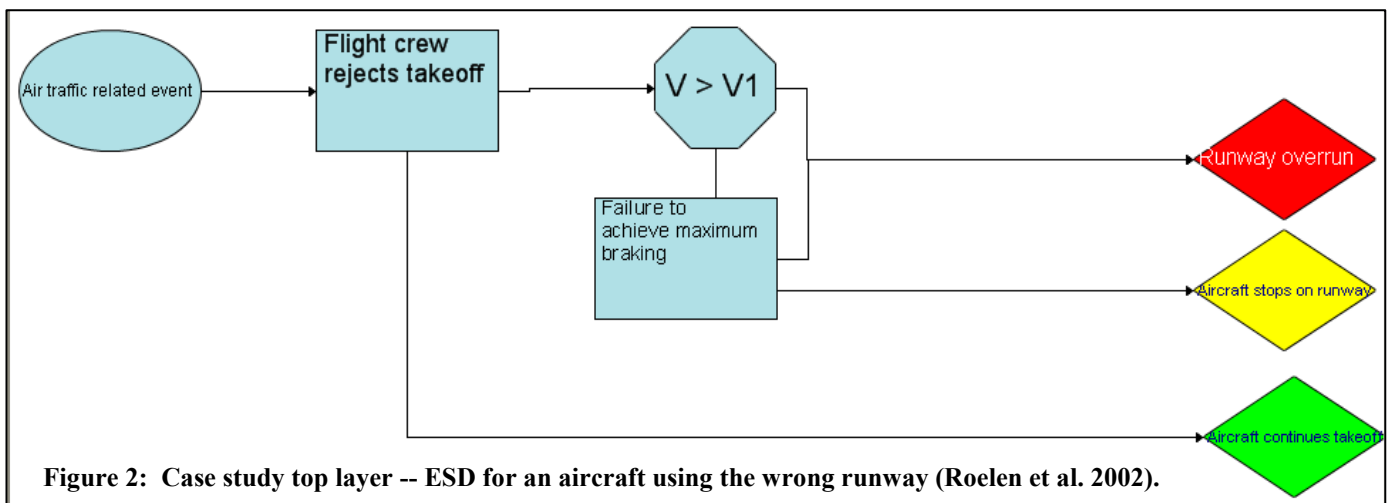 Air traffic related event
Flight crew
rejects takeoff
V > V1
Failure to
achieve maximum
braking
Runway overrun
Aircraft stops on runway
Aircraft continues takeoff
Figure 2: Case study top layer -- ESD for an aircraft using the wrong runway (Roelen et al. 2002).